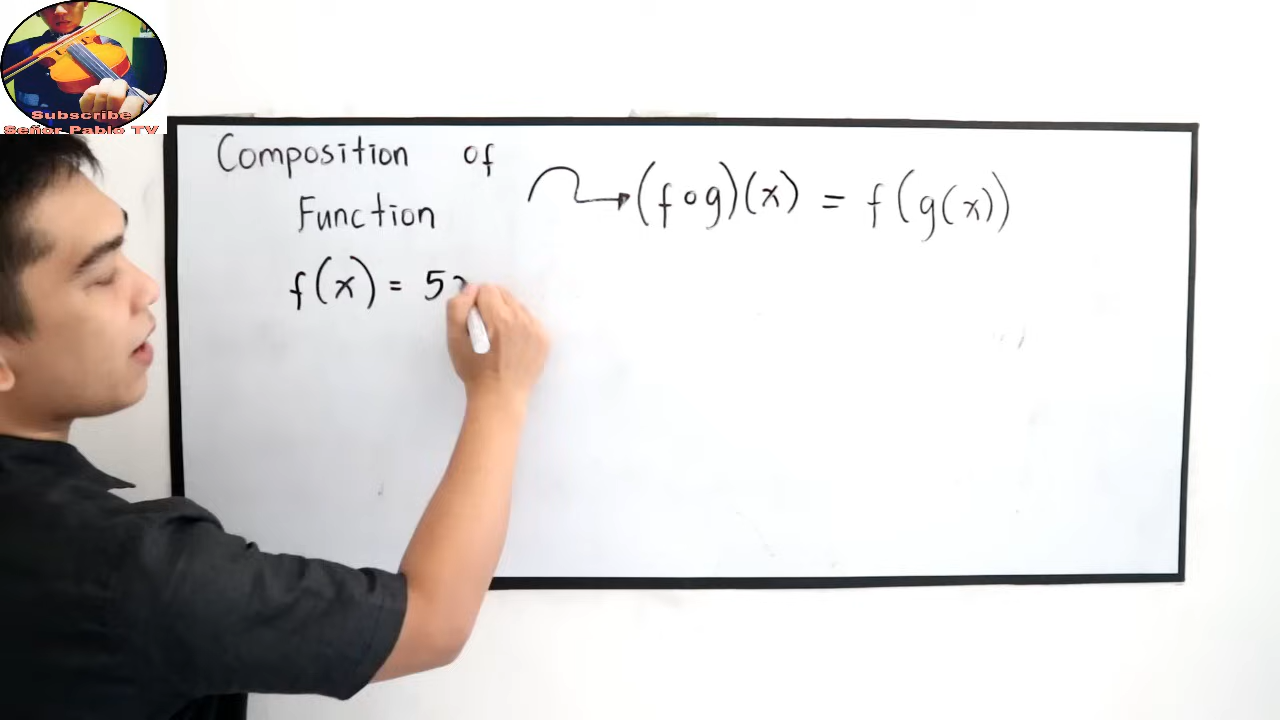 Subscribe
Señor Pablo TV
Composition of
Function
(f∘g)(x) = f(g(x))
f(x) = 5